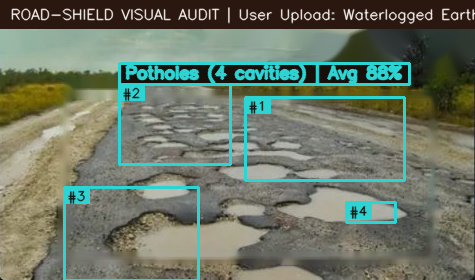 ROAD-SHIELD VISUAL AUDIT | User Upload: Waterlogged Earth
Potholes (4 cavities) | Avg 88%
#2
#1
#3
#4